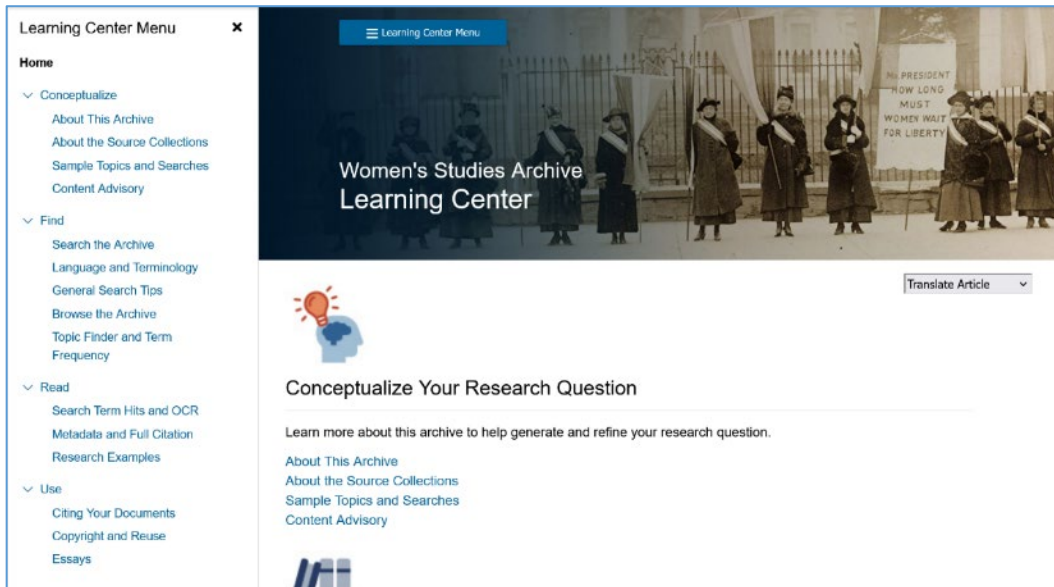 Learning Center Menu
Home
Conceptualize
About This Archive
About the Source Collections
Sample Topics and Searches
Content Advisory
Find
Search the Archive
Language and Terminology
General Search Tips
Browse the Archive
Topic Finder and Term
Frequency
Read
Search Term Hits and OCR
Metadata and Full Citation
Research Examples
Use
Citing Your Documents
Copyright and Reuse
Essays
Learning Center Menu
MR. PRESIDENT
HOW LONG
MUST
WOMEN WAIT
FOR LIBERTY
Women's Studies Archive
Learning Center
Translate Article
Conceptualize Your Research Question
Learn more about this archive to help generate and refine your research question.
About This Archive
About the Source Collections
Sample Topics and Searches
Content Advisory